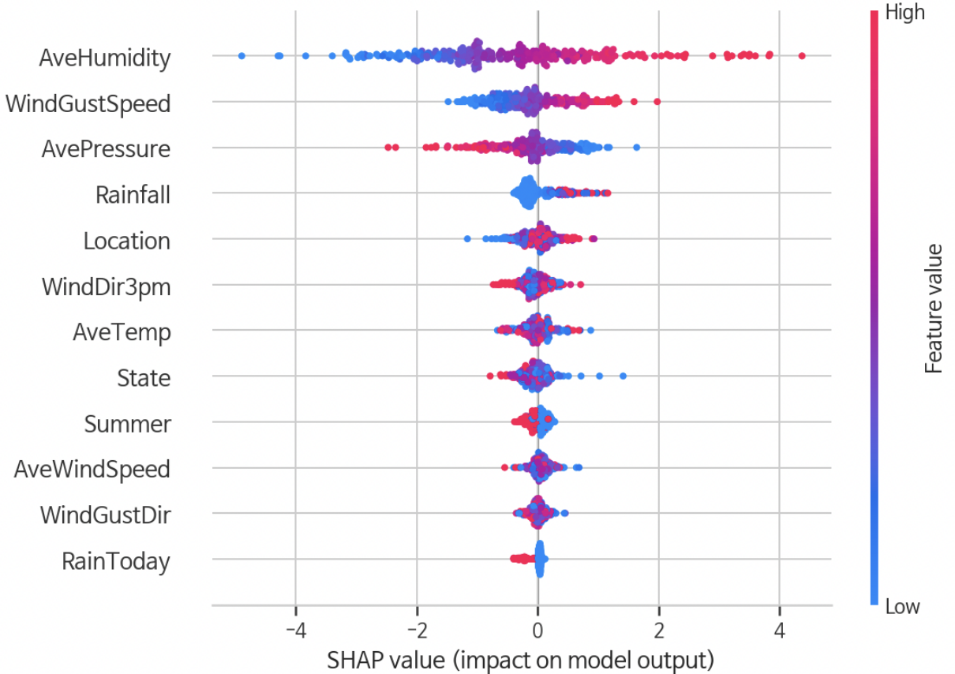 High
AveHumidity
WindGustSpeed
AvePressure
Rainfall
Location
WindDir3pm
AveTemp
State
Summer
AveWindSpeed
WindGustDir
RainToday
Feature value
Low
−4 −2 0 2 4
SHAP value (impact on model output)